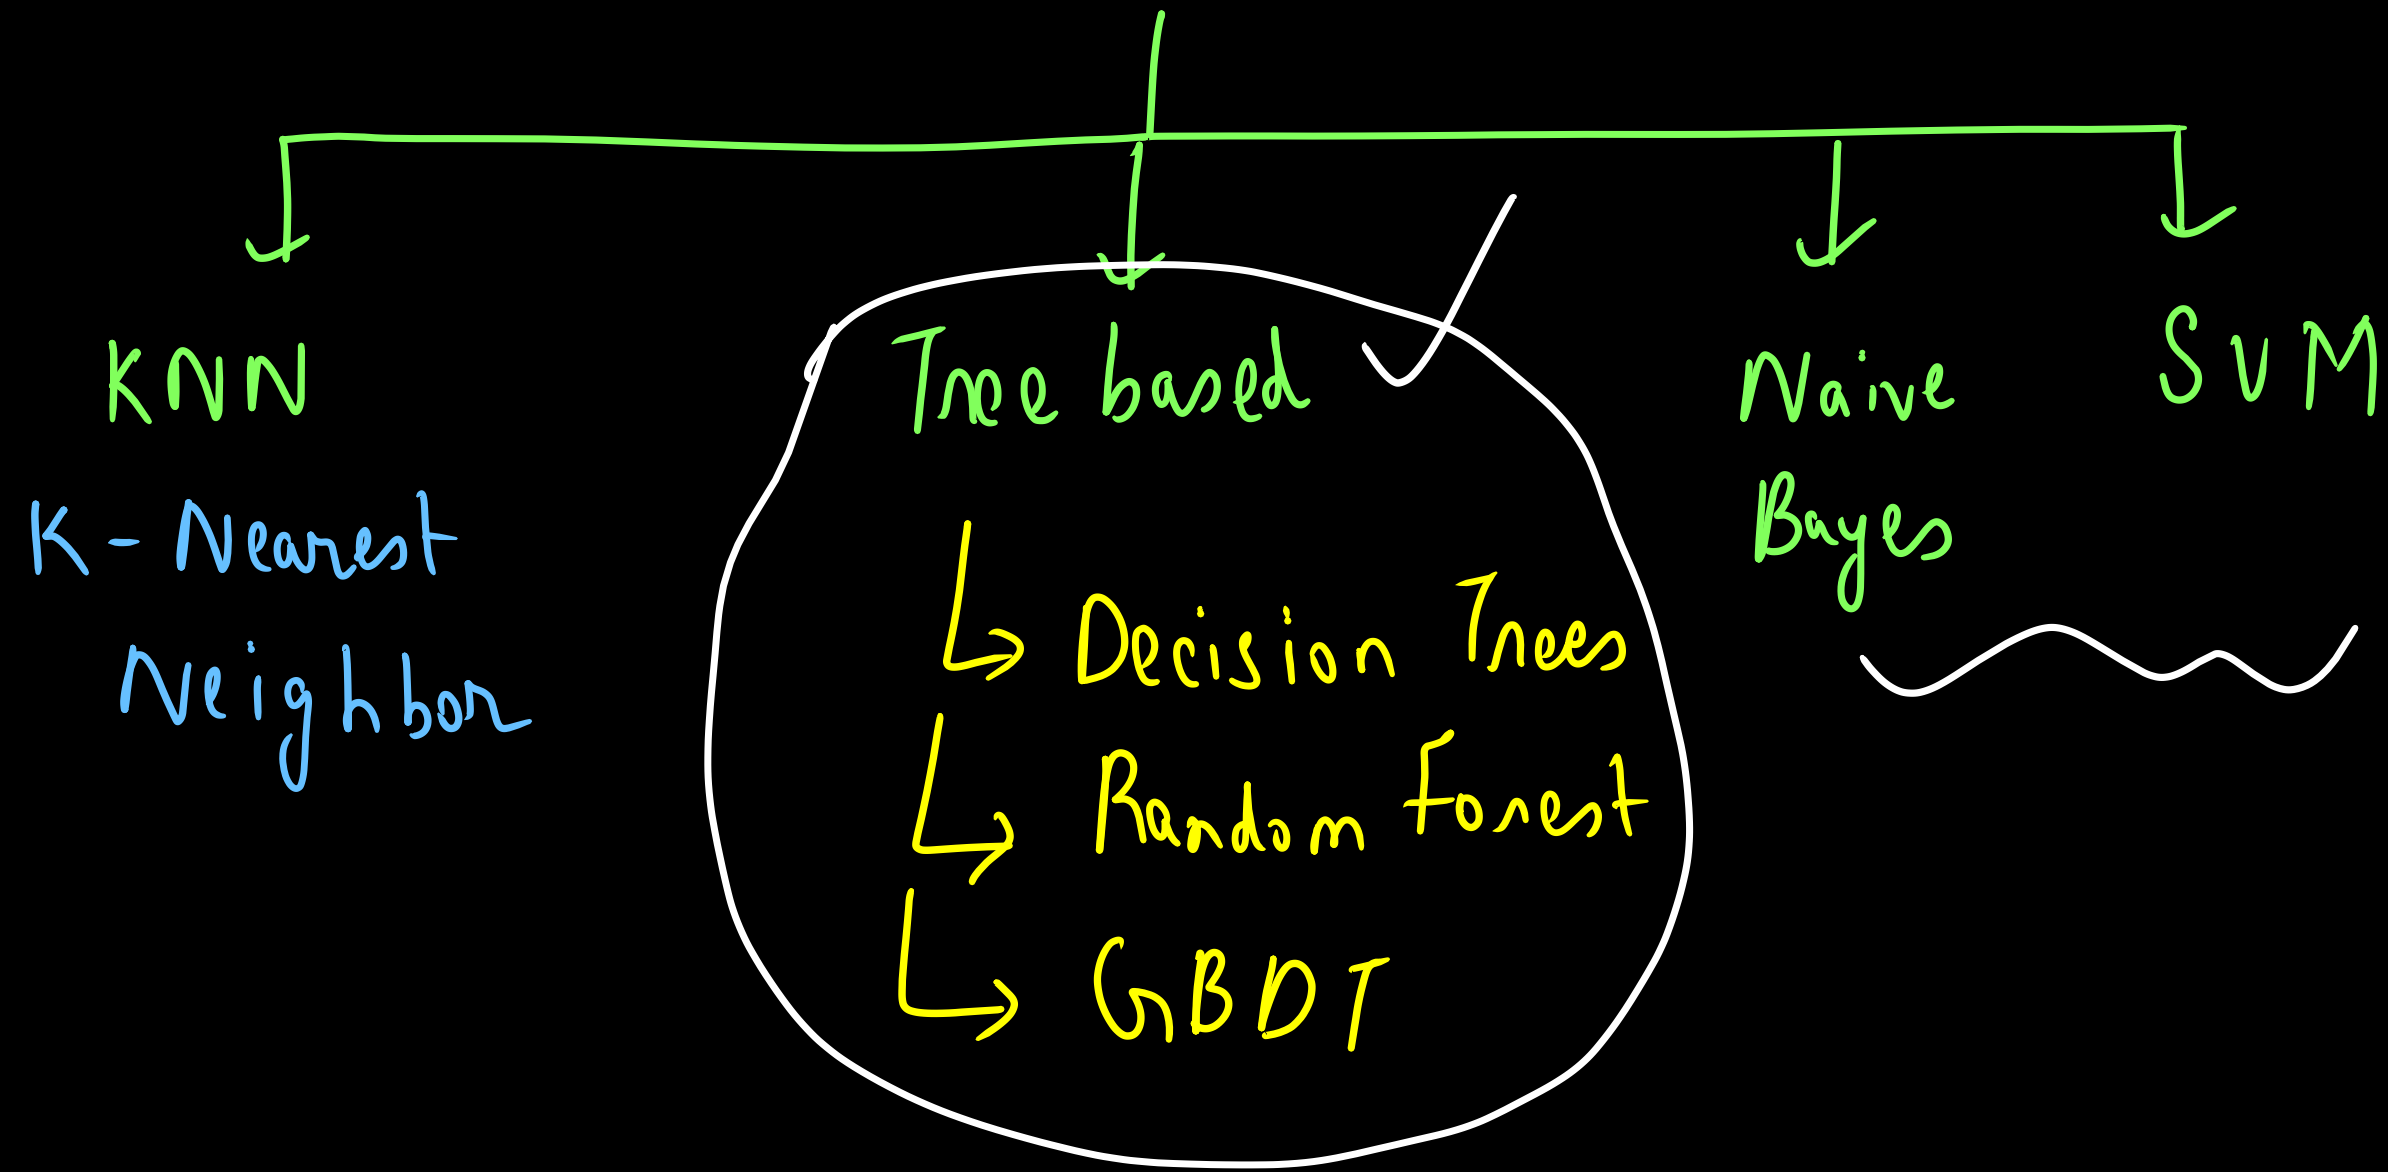 KNN
K-Nearest
Neighbor
Tree based
Decision Trees
Random Forest
GBDT
Naive
Bayes
SVM